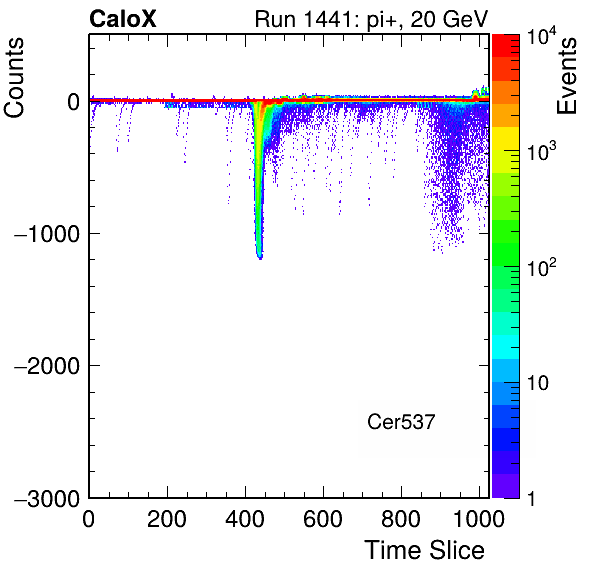 CaloX
Run 1441: pi+, 20 GeV
Counts
Events
0
−1000
−2000
−3000
0 200 400 600 800 1000
Time Slice
Cer537
10^4
10^3
10^2
10
1